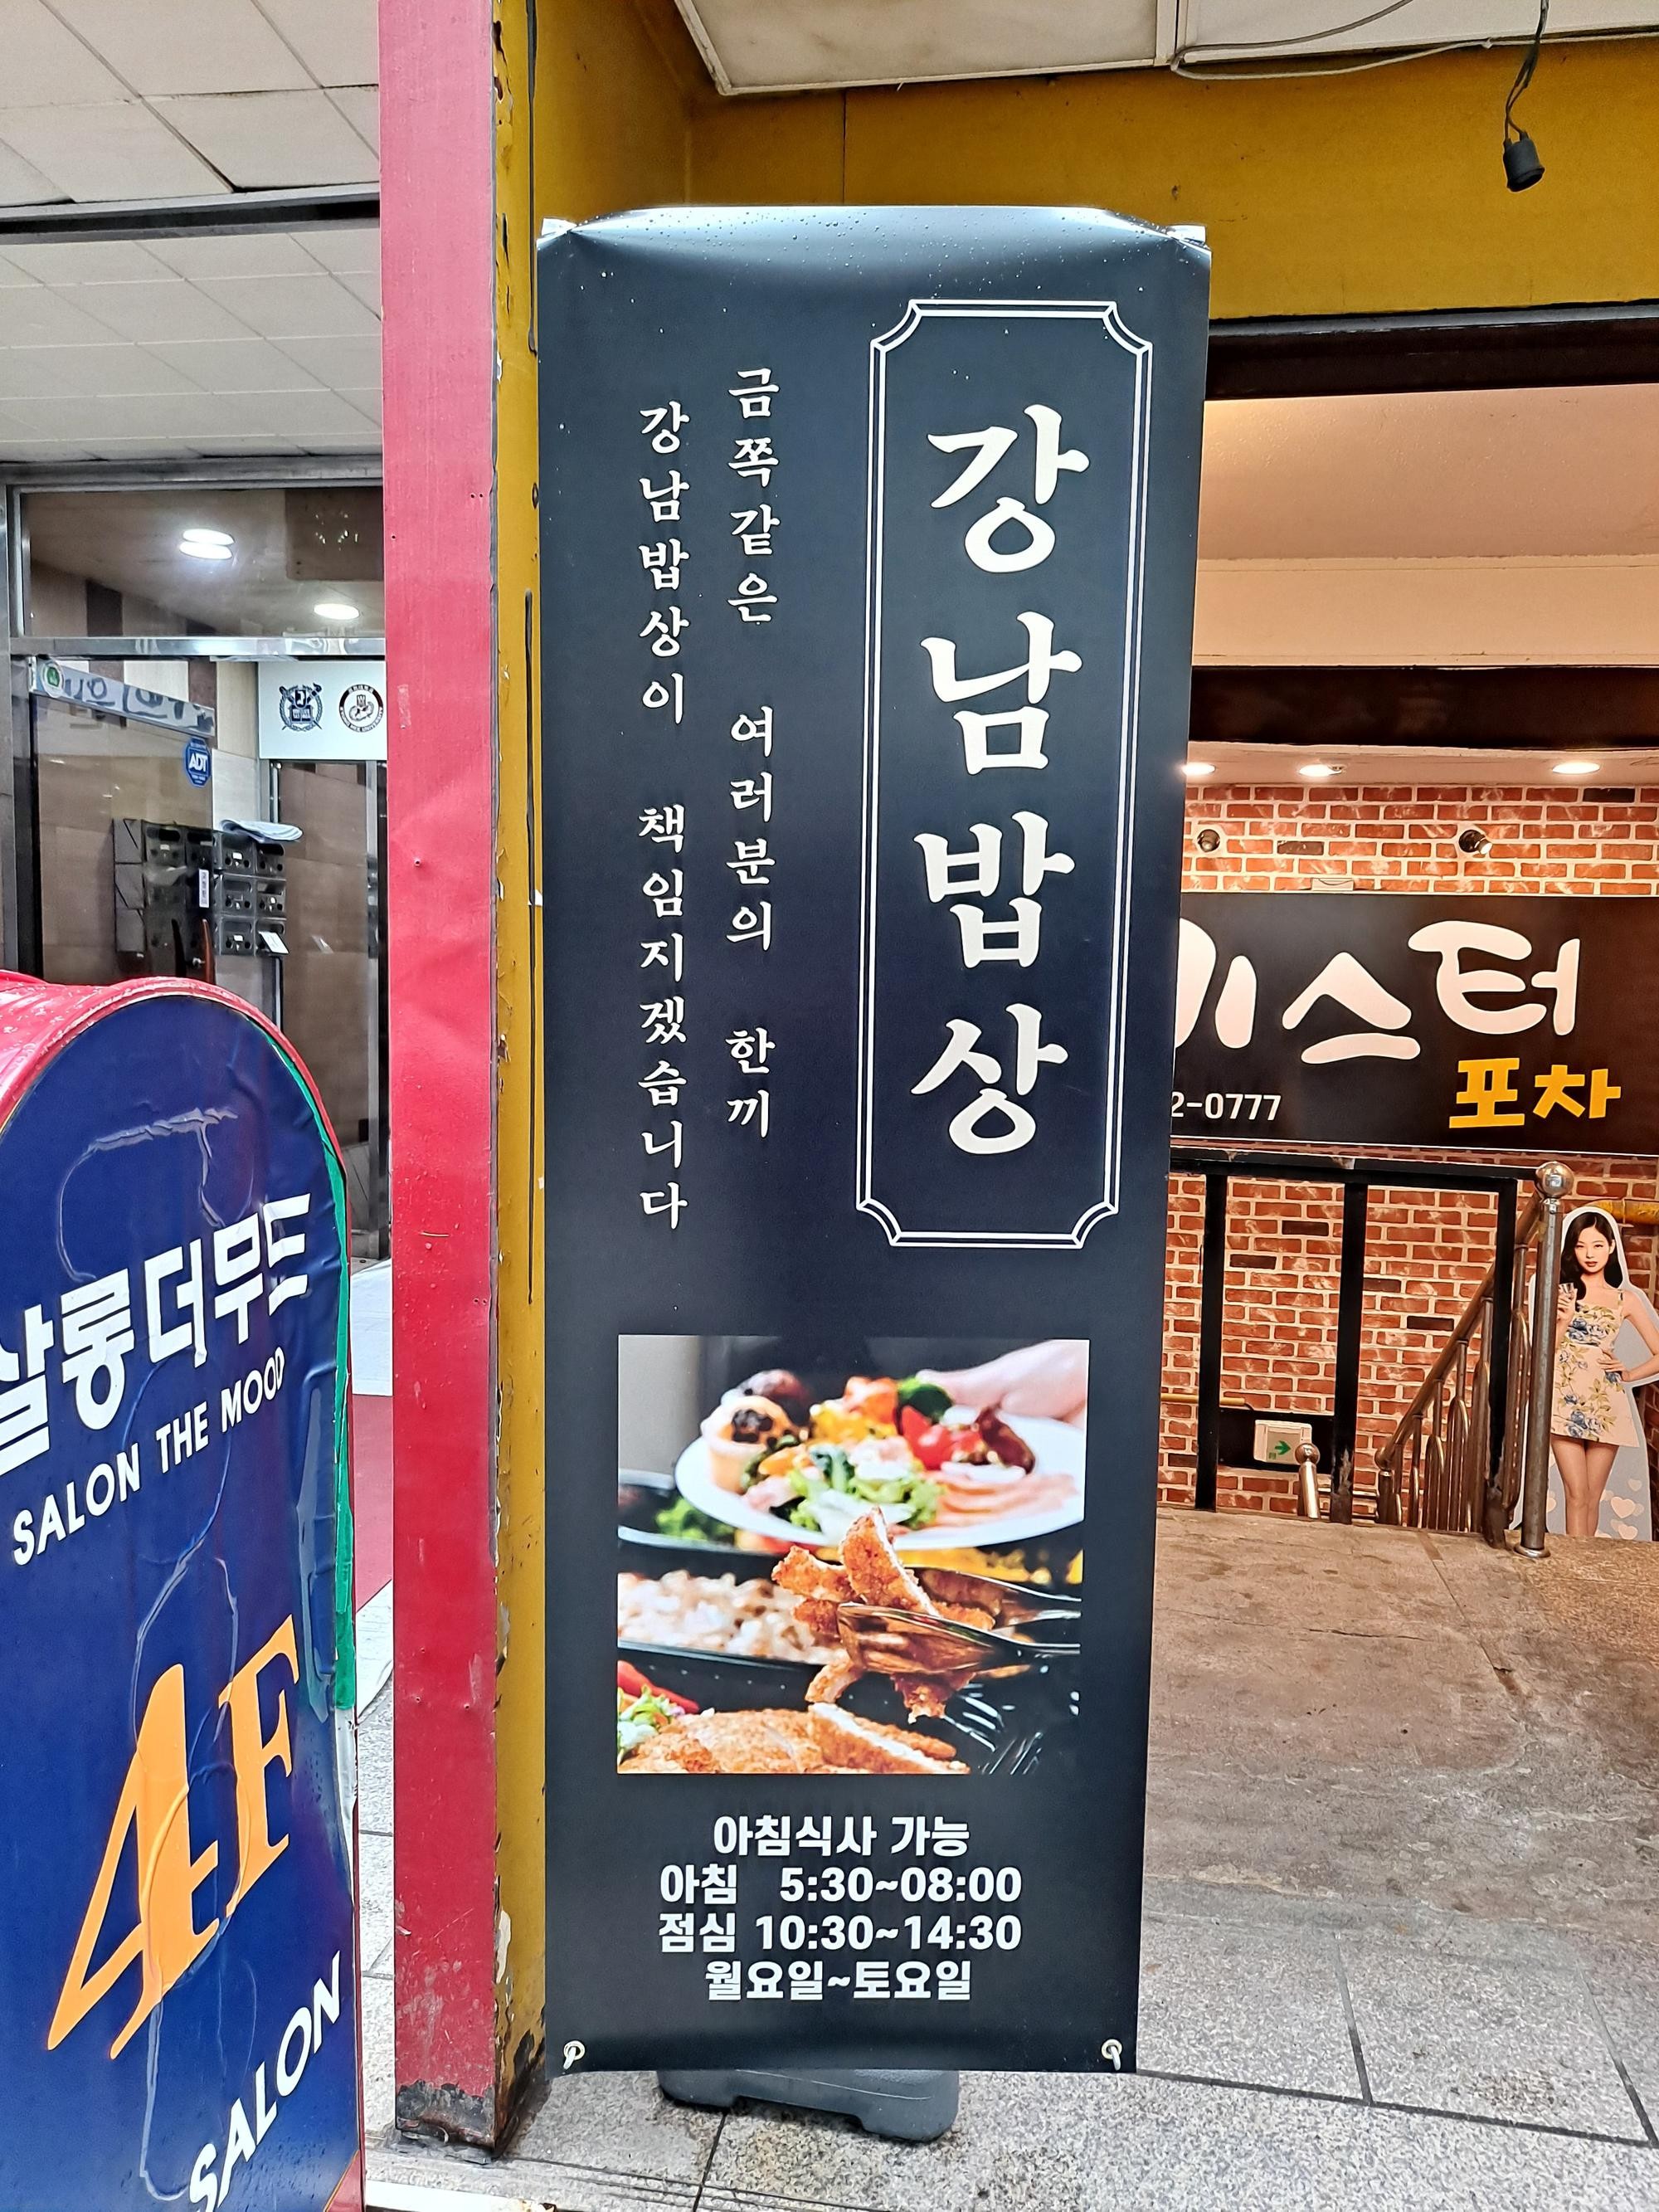 강남밥상
금쪽같은 여러분의 한끼
강남밥상이 책임지겠습니다
아침식사 가능
아침 5:30~08:00
점심 10:30~14:30
월요일~토요일
살롱더무드
SALON THE MOOD
4F
SALON
ADT
미스터
포차
2-0777